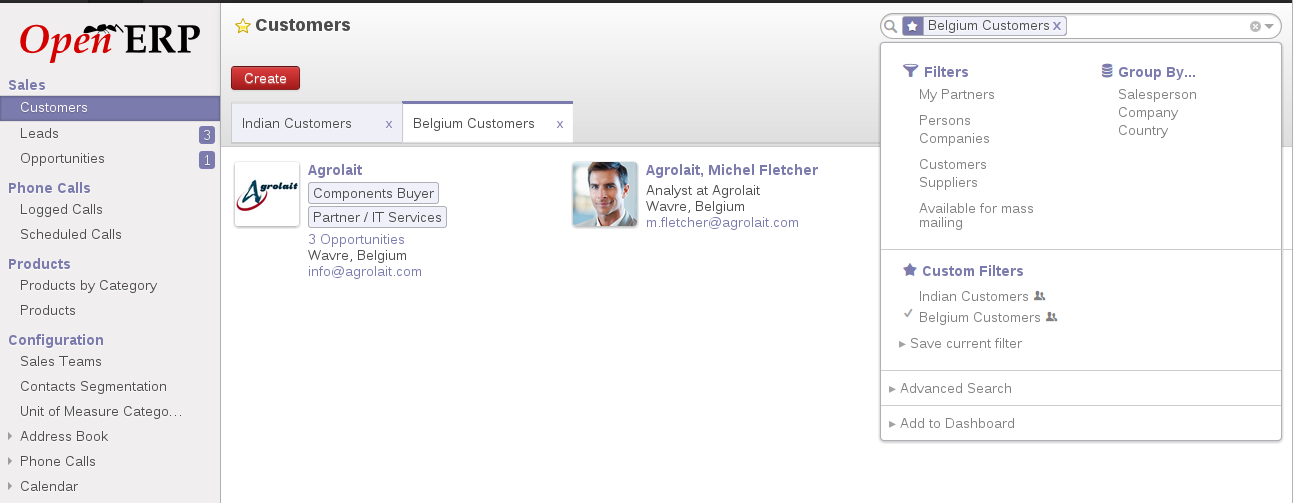 Open ERP
Sales
Customers
Leads 3
Opportunities 1
Phone Calls
Logged Calls
Scheduled Calls
Products
Products by Category
Products
Configuration
Sales Teams
Contacts Segmentation
Unit of Measure Catego...
Address Book
Phone Calls
Calendar
Customers
Create
Indian Customers x
Belgium Customers x
Agrolait
Agrolait
Components Buyer
Partner / IT Services
3 Opportunities
Wavre, Belgium
info@agrolait.com
Agrolait, Michel Fletcher
Analyst at Agrolait
Wavre, Belgium
m.fletcher@agrolait.com
Belgium Customers x
Filters
My Partners
Persons
Companies
Customers
Suppliers
Available for mass
mailing
Group By...
Salesperson
Company
Country
Custom Filters
Indian Customers
Belgium Customers
Save current filter
Advanced Search
Add to Dashboard